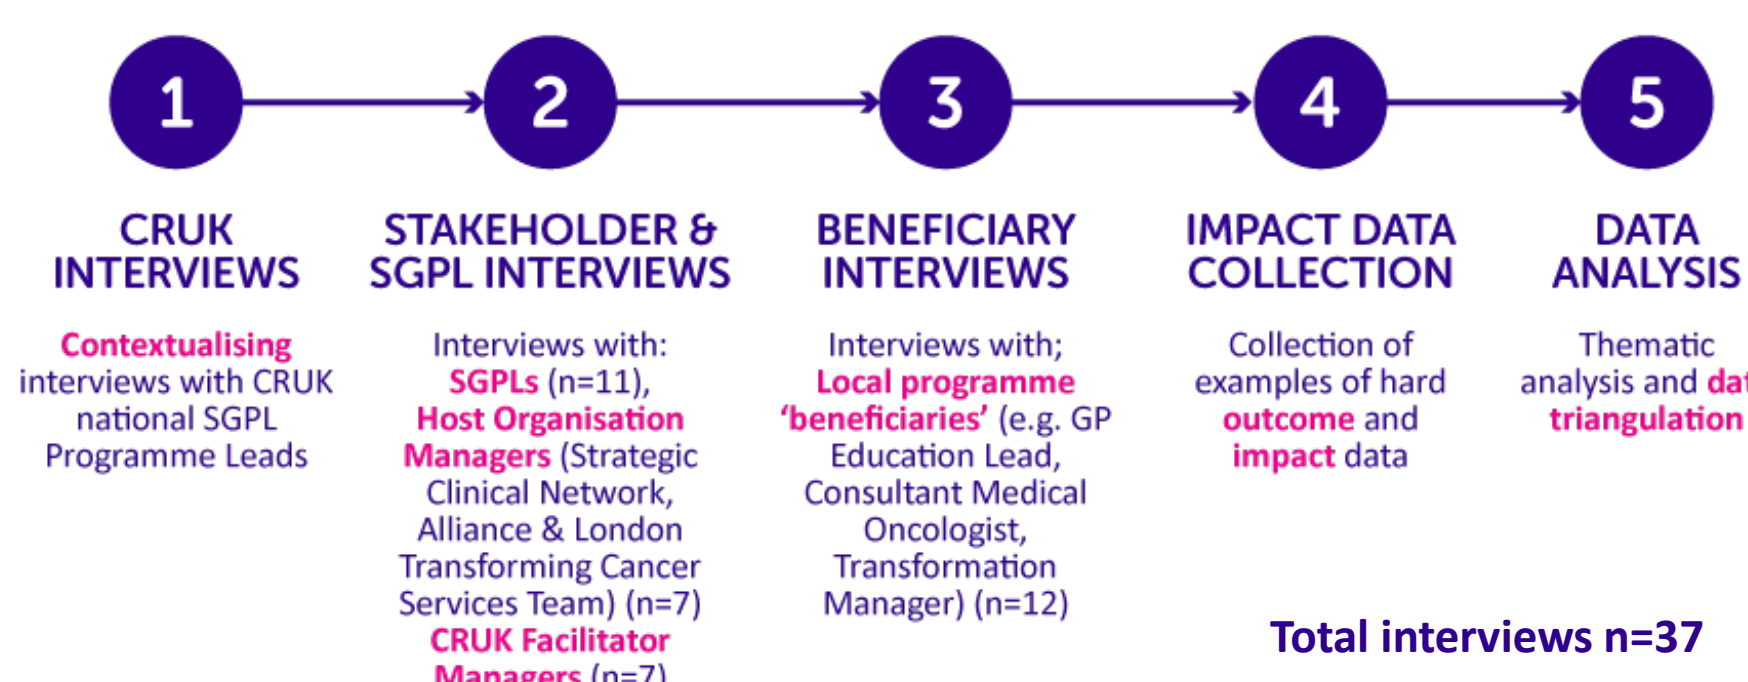 1
2
3
4
5
CRUK
INTERVIEWS
Contextualising
interviews with CRUK
national SGPL
Programme Leads
STAKEHOLDER &
SGPL INTERVIEWS
Interviews with:
SGPLs (n=11),
Host Organisation
Managers (Strategic
Clinical Network,
Alliance & London
Transforming Cancer
Services Team) (n=7)
CRUK Facilitator
Managers (n=7)
BENEFICIARY
INTERVIEWS
Interviews with;
Local programme
‘beneficiaries’ (e.g. GP
Education Lead,
Consultant Medical
Oncologist,
Transformation
Manager) (n=12)
IMPACT DATA
COLLECTION
Collection of
examples of hard
outcome and
impact data
DATA
ANALYSIS
Thematic
analysis and
triangulation
Total interviews n=37